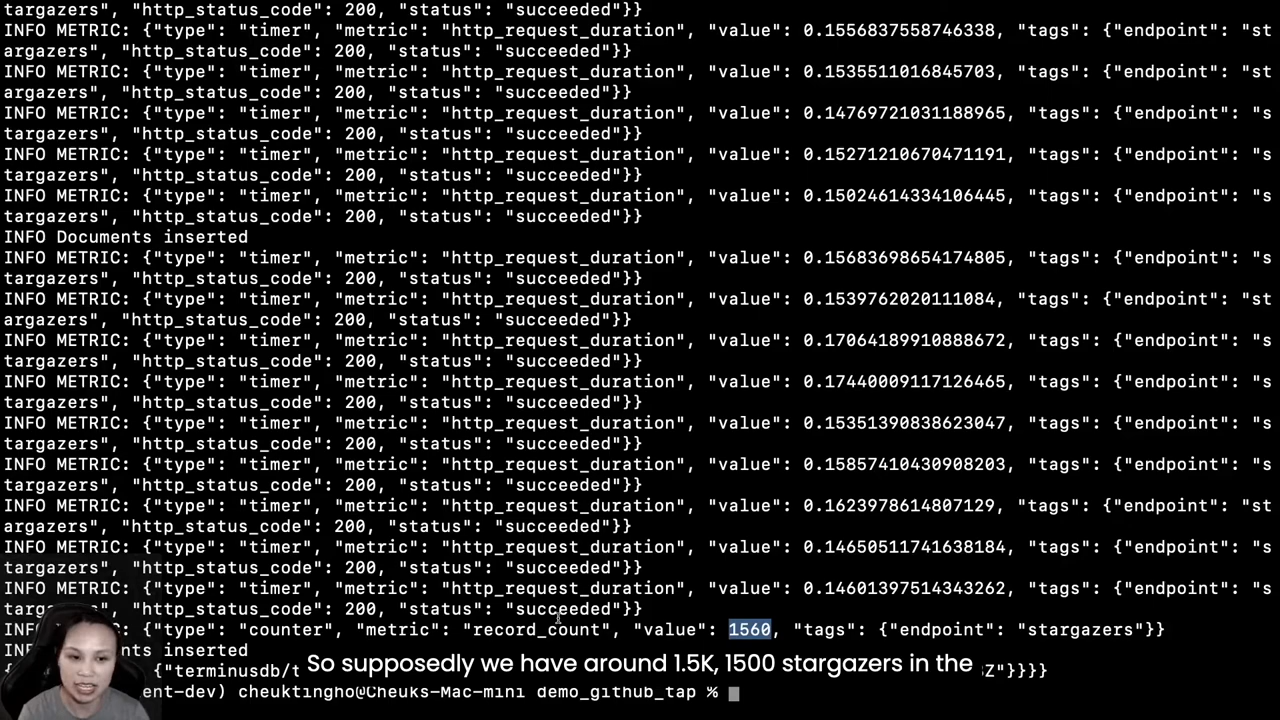 targazers", "http_status_code": 200, "status": "succeeded"}}
INFO METRIC: {"type": "timer", "metric": "http_request_duration", "value": 0.1556837558746338, "tags": {"endpoint": "st
argazers", "http_status_code": 200, "status": "succeeded"}}
INFO METRIC: {"type": "timer", "metric": "http_request_duration", "value": 0.1535511016845703, "tags": {"endpoint": "st
argazers", "http_status_code": 200, "status": "succeeded"}}
INFO METRIC: {"type": "timer", "metric": "http_request_duration", "value": 0.14769721031188965, "tags": {"endpoint": "s
targazers", "http_status_code": 200, "status": "succeeded"}}
INFO METRIC: {"type": "timer", "metric": "http_request_duration", "value": 0.15271210670471191, "tags": {"endpoint": "s
targazers", "http_status_code": 200, "status": "succeeded"}}
INFO METRIC: {"type": "timer", "metric": "http_request_duration", "value": 0.15024614334106445, "tags": {"endpoint": "s
targazers", "http_status_code": 200, "status": "succeeded"}}
INFO Documents inserted
INFO METRIC: {"type": "timer", "metric": "http_request_duration", "value": 0.15683698654174805, "tags": {"endpoint": "s
targazers", "http_status_code": 200, "status": "succeeded"}}
INFO METRIC: {"type": "timer", "metric": "http_request_duration", "value": 0.1539762020111084, "tags": {"endpoint": "st
argazers", "http_status_code": 200, "status": "succeeded"}}
INFO METRIC: {"type": "timer", "metric": "http_request_duration", "value": 0.17064189910888672, "tags": {"endpoint": "s
targazers", "http_status_code": 200, "status": "succeeded"}}
INFO METRIC: {"type": "timer", "metric": "http_request_duration", "value": 0.17440009117126465, "tags": {"endpoint": "s
targazers", "http_status_code": 200, "status": "succeeded"}}
INFO METRIC: {"type": "timer", "metric": "http_request_duration", "value": 0.15351390838623047, "tags": {"endpoint": "s
targazers", "http_status_code": 200, "status": "succeeded"}}
INFO METRIC: {"type": "timer", "metric": "http_request_duration", "value": 0.15857410430908203, "tags": {"endpoint": "s
targazers", "http_status_code": 200, "status": "succeeded"}}
INFO METRIC: {"type": "timer", "metric": "http_request_duration", "value": 0.1623978614807129, "tags": {"endpoint": "st
argazers", "http_status_code": 200, "status": "succeeded"}}
INFO METRIC: {"type": "timer", "metric": "http_request_duration", "value": 0.14650511741638184, "tags": {"endpoint": "s
targazers", "http_status_code": 200, "status": "succeeded"}}
INFO METRIC: {"type": "timer", "metric": "http_request_duration", "value": 0.14601397514343262, "tags": {"endpoint": "s
targazers", "http_status_code": 200, "status": "succeeded"}}
INFO METRIC: {"type": "counter", "metric": "record_count", "value": 1560, "tags": {"endpoint": "stargazers"}}
INFO Documents inserted
{"terminusdb/t Z"}}}}
So supposedly we have around 1.5K, 1500 stargazers in the
ent-dev) cheuktingho@Cheuks-Mac-mini demo_github_tap %